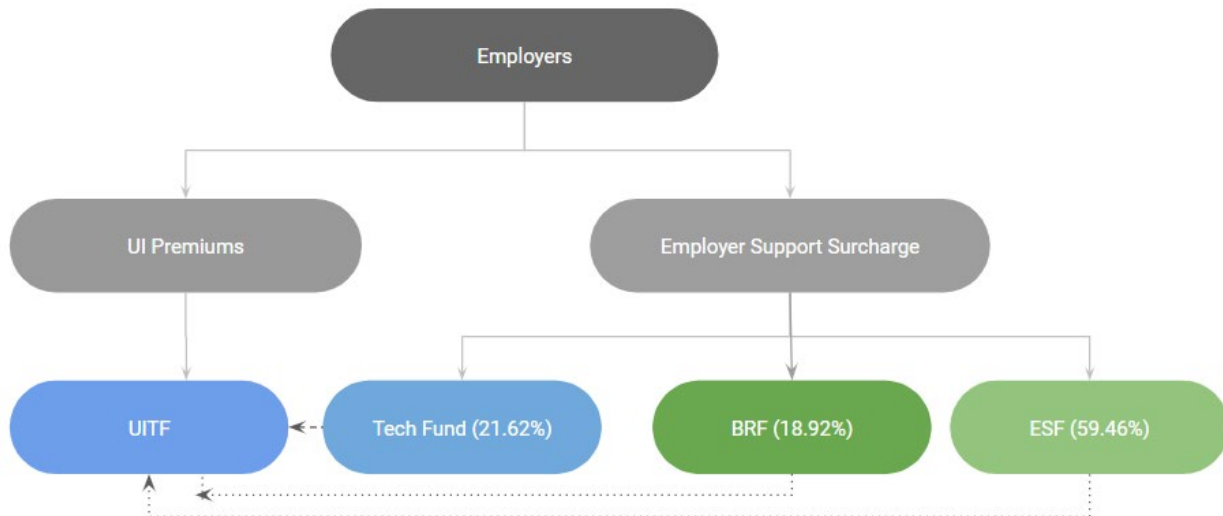 Employers
UI Premiums
Employer Support Surcharge
UITF
Tech Fund (21.62%)
BRF (18.92%)
ESF (59.46%)